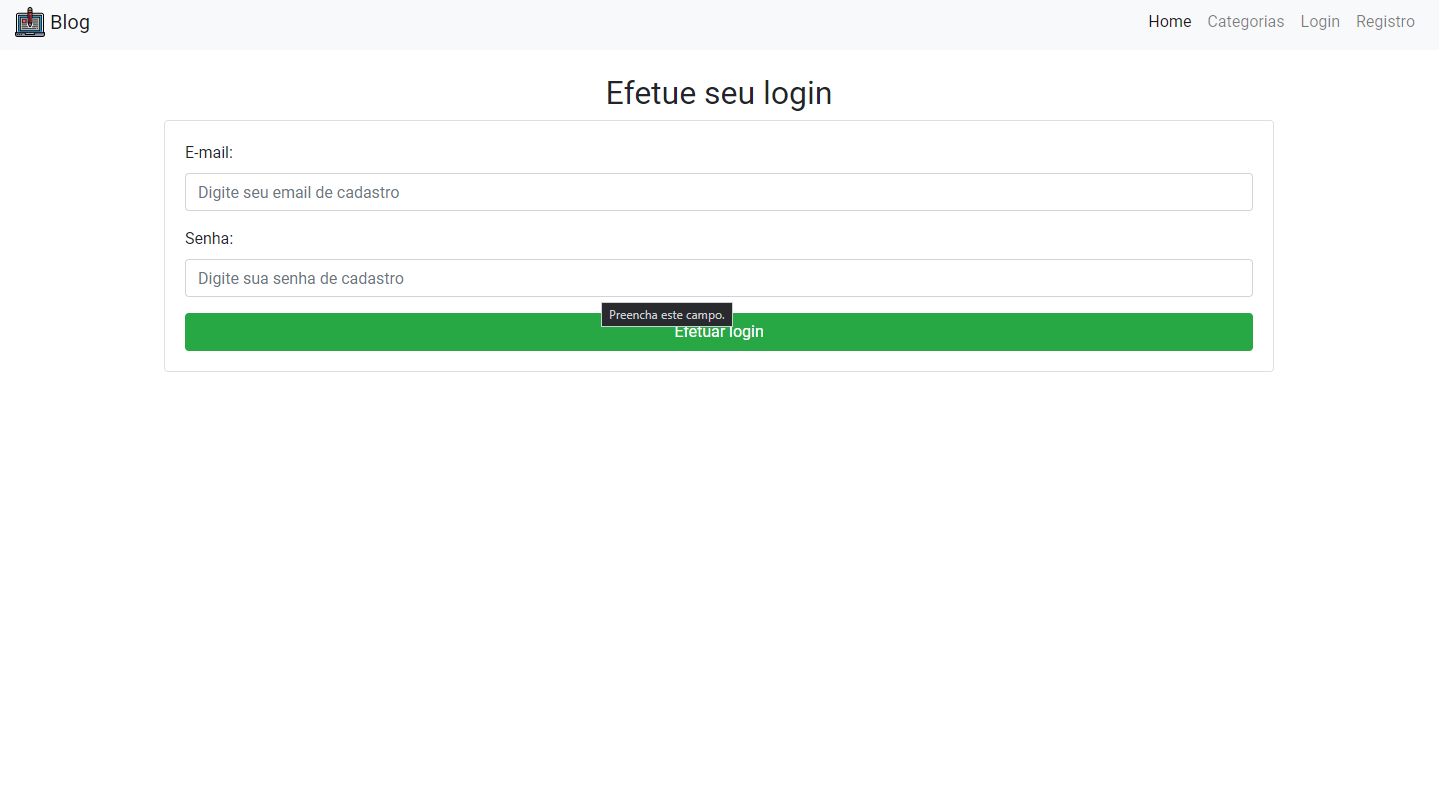 Blog
Home Categorias Login Registro
Efetue seu login
E-mail:
Digite seu email de cadastro
Senha:
Digite sua senha de cadastro
Preencha este campo.
Efetuar login